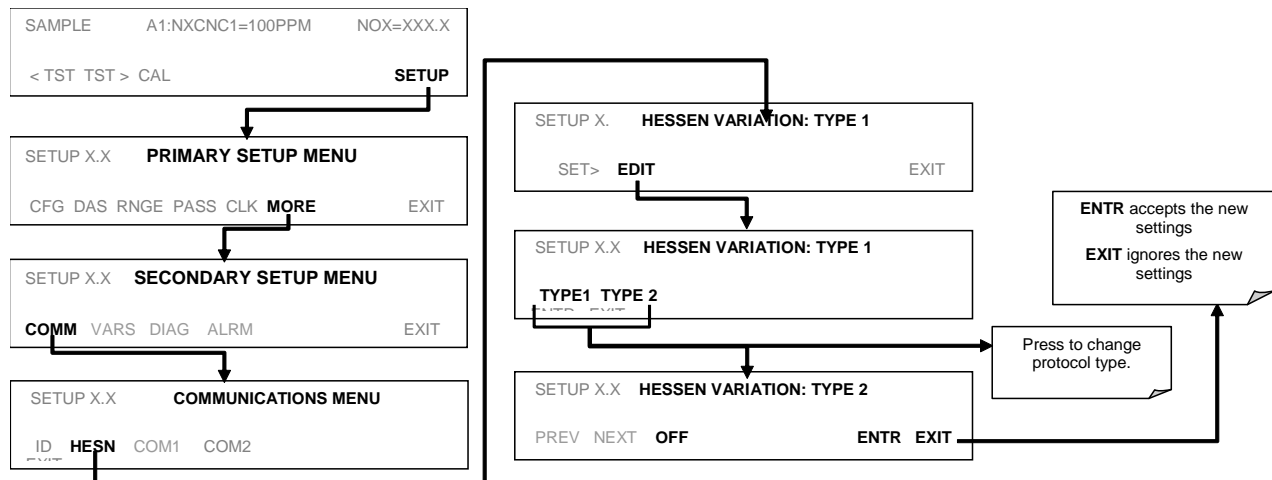 SAMPLE A1:NXCNC1=100PPM NOX=XXX.X
< TST TST > CAL SETUP
SETUP X.X PRIMARY SETUP MENU
CFG DAS RNGE PASS CLK MORE EXIT
SETUP X.X SECONDARY SETUP MENU
COMM VARS DIAG ALRM EXIT
SETUP X.X COMMUNICATIONS MENU
ID HESN COM1 COM2
SETUP X. HESSEN VARIATION: TYPE 1
SET> EDIT EXIT
SETUP X.X HESSEN VARIATION: TYPE 1
TYPE1 TYPE 2
SETUP X.X HESSEN VARIATION: TYPE 2
PREV NEXT OFF ENTR EXIT
ENTR accepts the new
settings
EXIT ignores the new
settings
Press to change
protocol type.